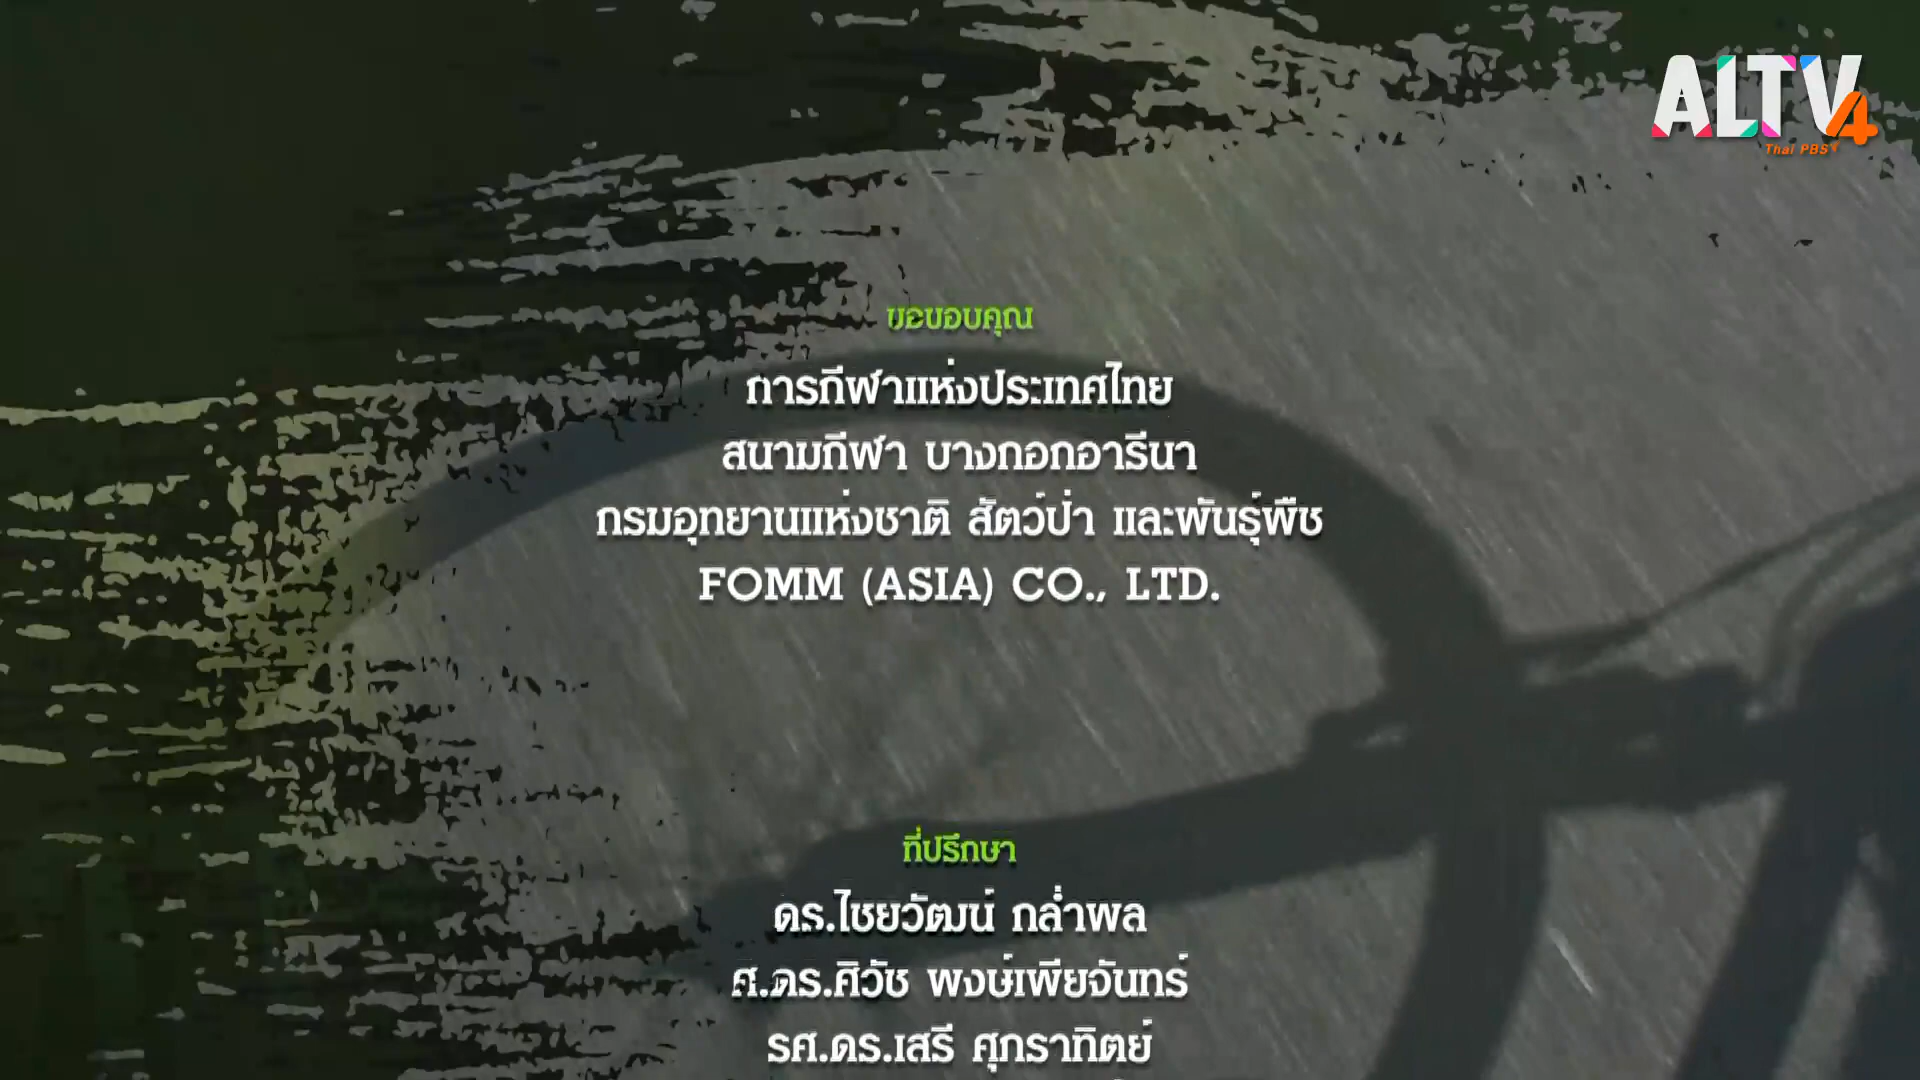 ALTV4
Thai PBS
ขอขอบคุณ
การกีฬาแห่งประเทศไทย
สนามกีฬา บางกอกอารีนา
กรมอุทยานแห่งชาติ สัตว์ป่า และพันธุ์พืช
FOMM (ASIA) CO., LTD.
ที่ปรึกษา
ดร.ไชยวัฒน์ กล่ำพล
ศ.ดร.ศิวัช พงษ์เพียจันทร์
รศ.ดร.เสรี ศุภราทิตย์